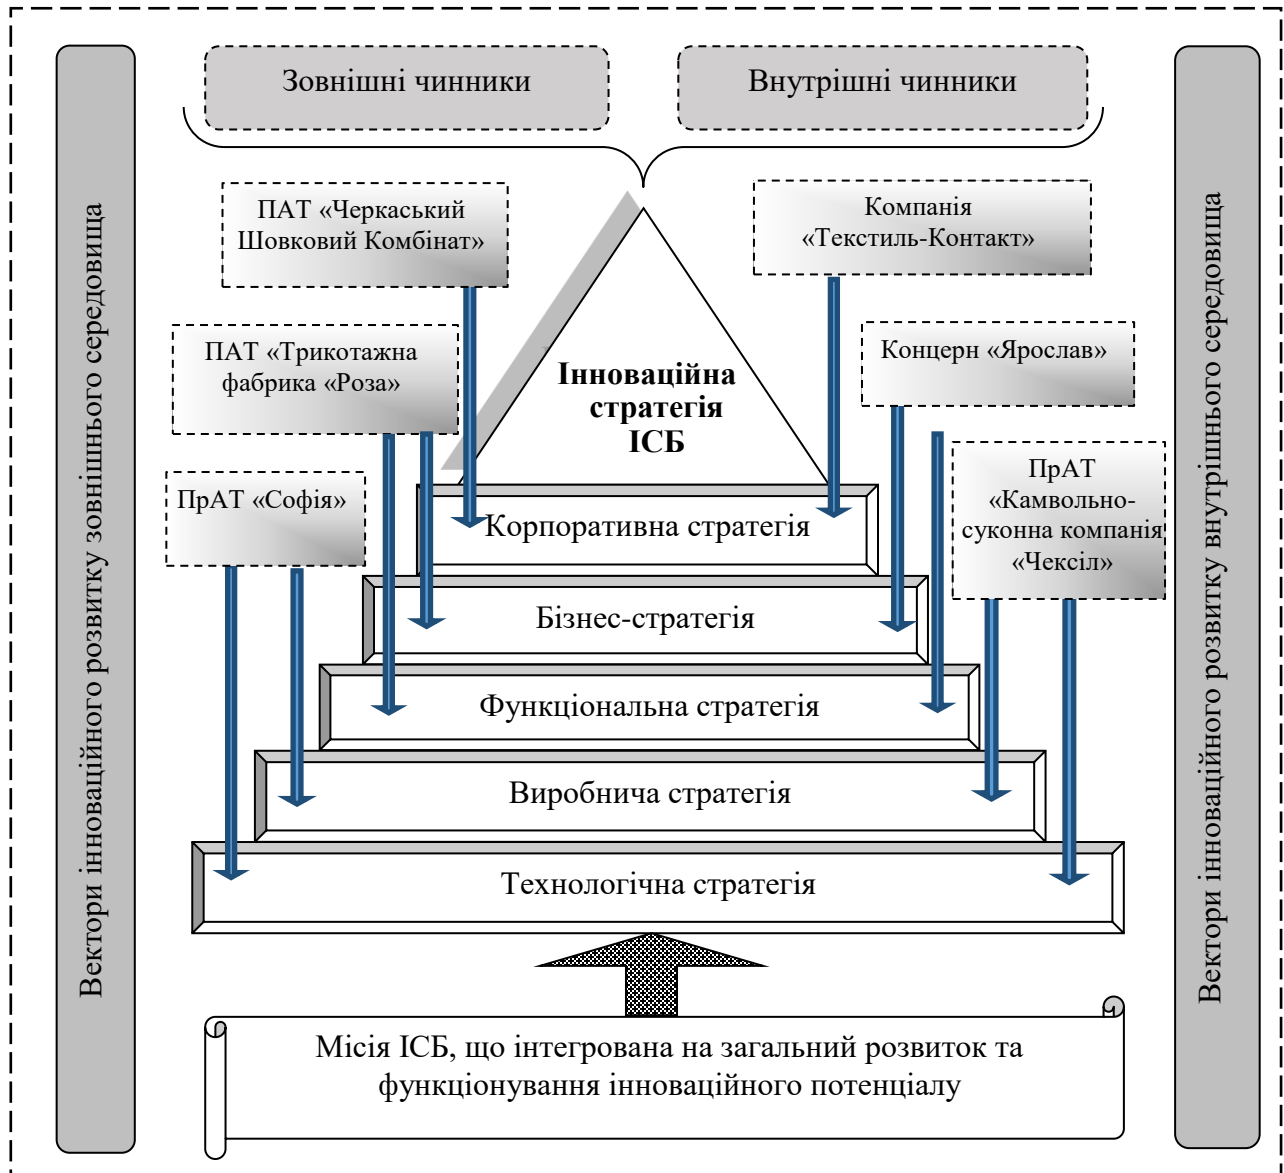 Зовнішні чинники
Внутрішні чинники
Вектори інноваційного розвитку зовнішнього середовища
ПАТ «Черкаський
Шовковий Комбінат»
Компанія
«Текстиль-Контакт»
ПАТ «Трикотажна
фабрика «Роза»
Концерн «Ярослав»
Інноваційна
стратегія
ІСБ
ПрАТ «Софія»
ПрАТ
«Камвольно-
суконна компанія
«Чексіл»
Корпоративна стратегія
Бізнес-стратегія
Функціональна стратегія
Виробнича стратегія
Технологічна стратегія
Місія ІСБ, що інтегрована на загальний розвиток та
функціонування інноваційного потенціалу
Вектори інноваційного розвитку внутрішнього середовища